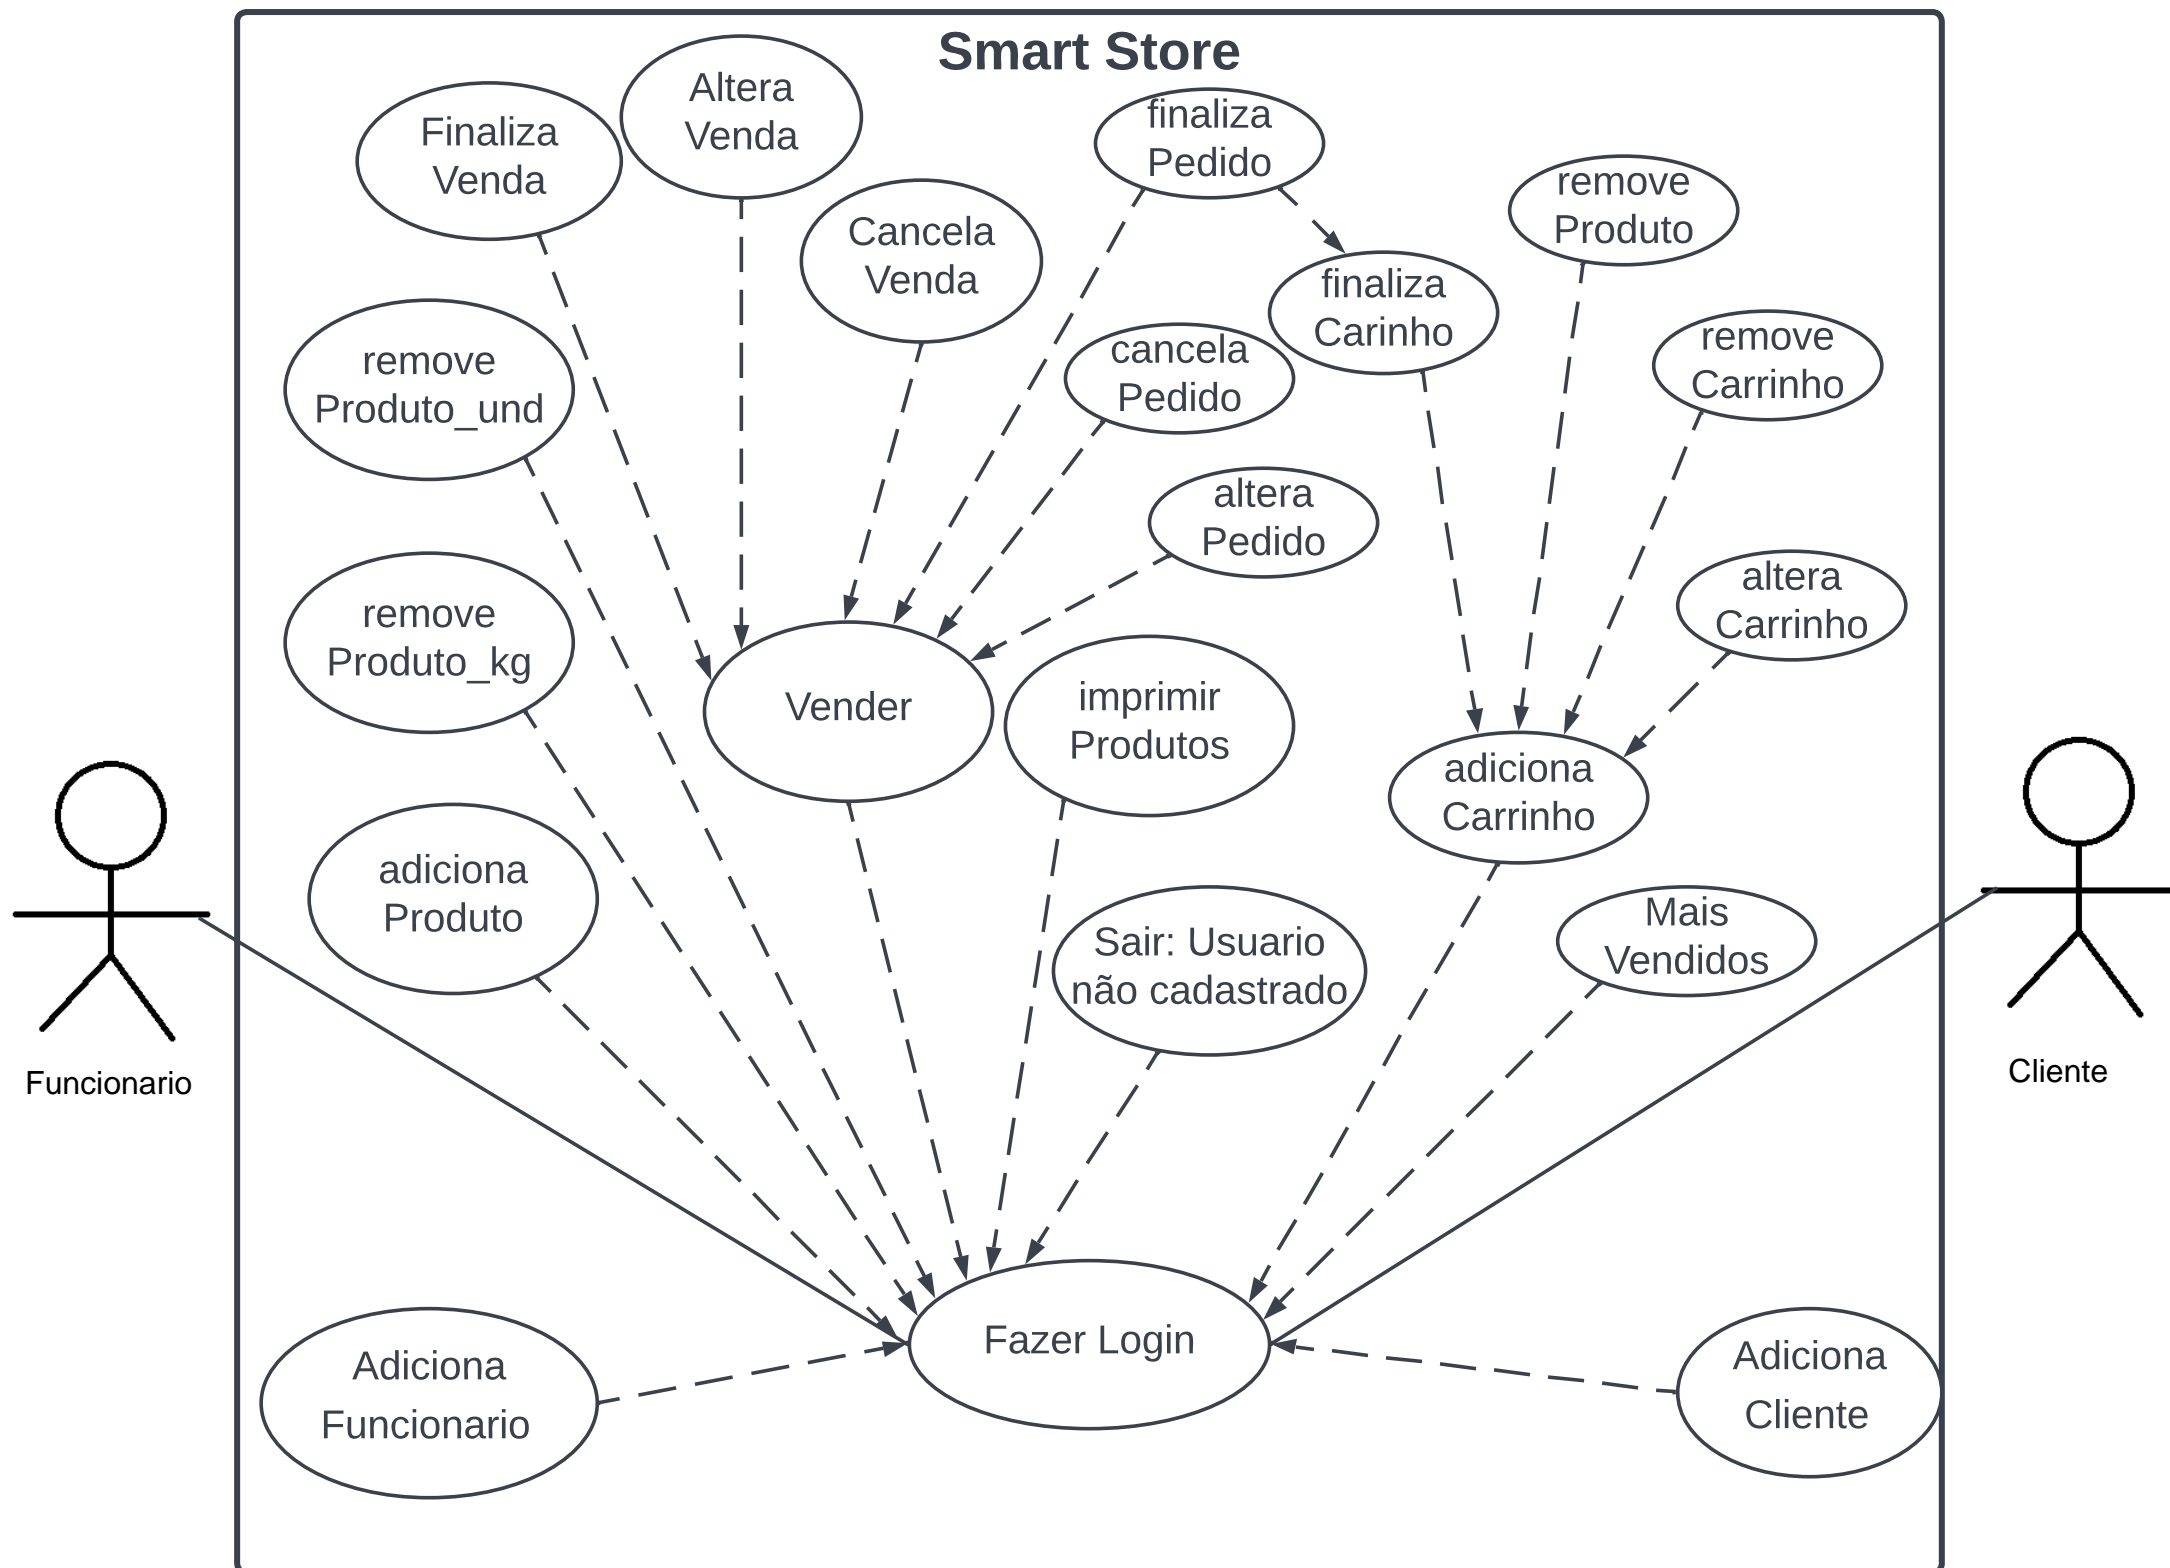 Smart Store
Finaliza
Venda
Altera
Venda
Cancela
Venda
finaliza
Pedido
remove
Produto
finaliza
Carinho
remove
Carrinho
cancela
Pedido
remove
Produto_und
altera
Pedido
altera
Carrinho
remove
Produto_kg
Vender
imprimir
Produtos
adiciona
Carrinho
adiciona
Produto
Sair: Usuario
não cadastrado
Mais
Vendidos
Funcionario
Cliente
Fazer Login
Adiciona
Funcionario
Adiciona
Cliente